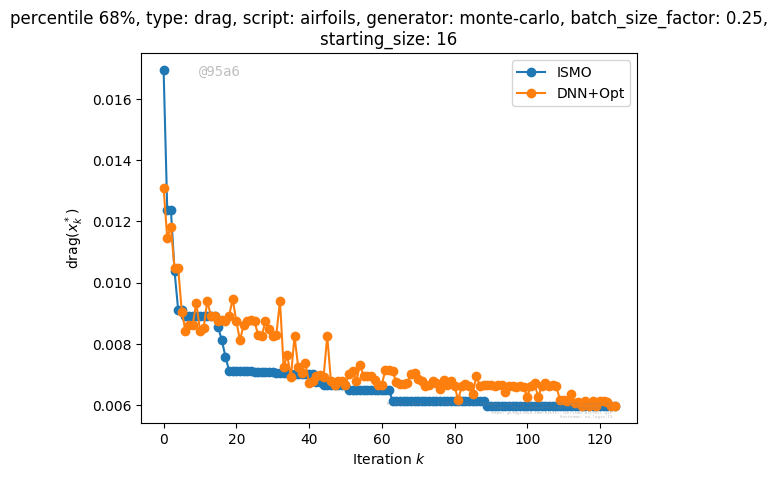 percentile 68%, type: drag, script: airfoils, generator: monte-carlo, batch_size_factor: 0.25,
starting_size: 16
@95a6
ISMO
DNN+Opt
0.016
0.014
0.012
0.010
0.008
0.006
drag(x*k)
0 20 40 60 80 100 120
Iteration k